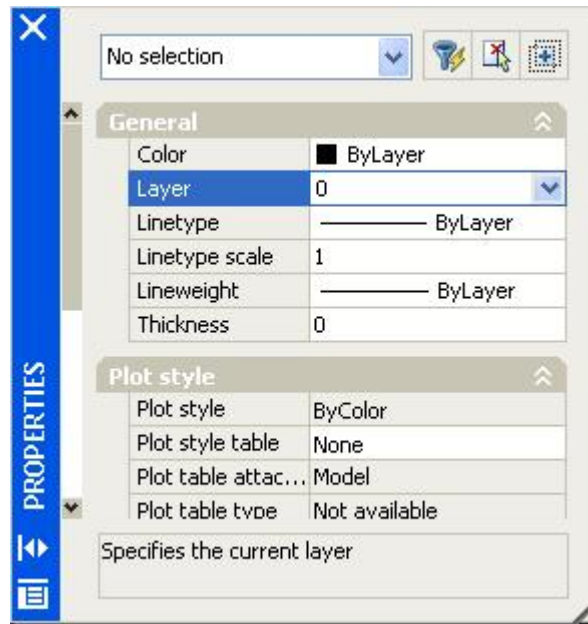 No selection
General
Color ByLayer
Layer 0
Linetype ByLayer
Linetype scale 1
Lineweight ByLayer
Thickness 0
Plot style
Plot style ByColor
Plot style table None
Plot table attac... Model
Plot table type Not available
Specifies the current layer
PROPERTIES